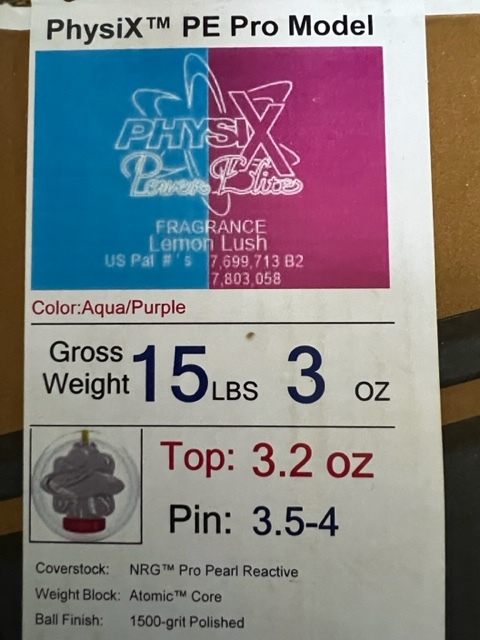 PhysiX™ PE Pro Model
PHYSIX
Power Elite
FRAGRANCE
Lemon Lush
US Pat #'s 7,699,713 B2
7,803,058
Color:Aqua/Purple
Gross Weight 15 LBS 3 OZ
Top: 3.2 oz
Pin: 3.5-4
Coverstock: NRG™ Pro Pearl Reactive
Weight Block: Atomic™ Core
Ball Finish: 1500-grit Polished